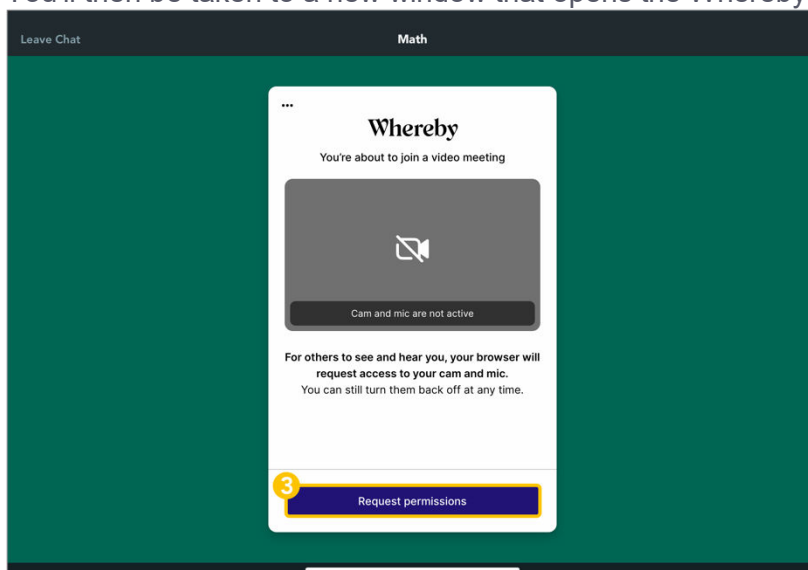 You'll then be taken to a new window that opens the Whereby
Leave Chat
Math
Whereby
You're about to join a video meeting
Cam and mic are not active
For others to see and hear you, your browser will
request access to your cam and mic.
You can still turn them back off at any time.
3
Request permissions